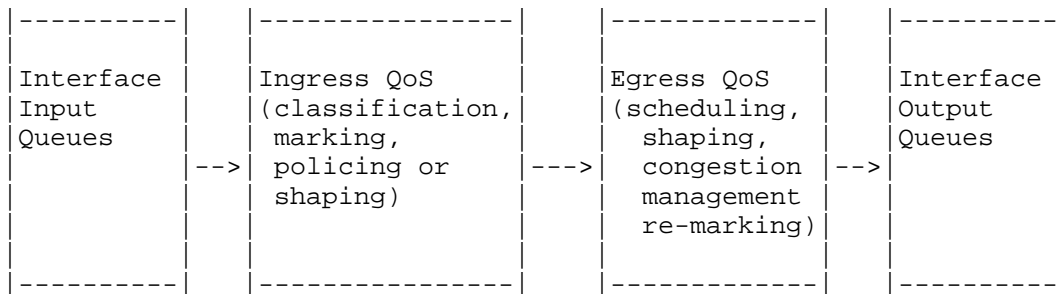 |----------|   |----------------|    |-------------|   |----------
|Interface |   |Ingress QoS     |    |Egress QoS   |   |Interface
|Input     |   |(classification,|    |(scheduling, |   |Output
|Queues    |   | marking,       |    |  shaping,   |   |Queues
|          |-->| policing or    |--->|  congestion |-->|
|          |   | shaping)       |    |  management |   |
|          |   |                |    |  re-marking)|   |
|----------|   |----------------|    |-------------|   |----------